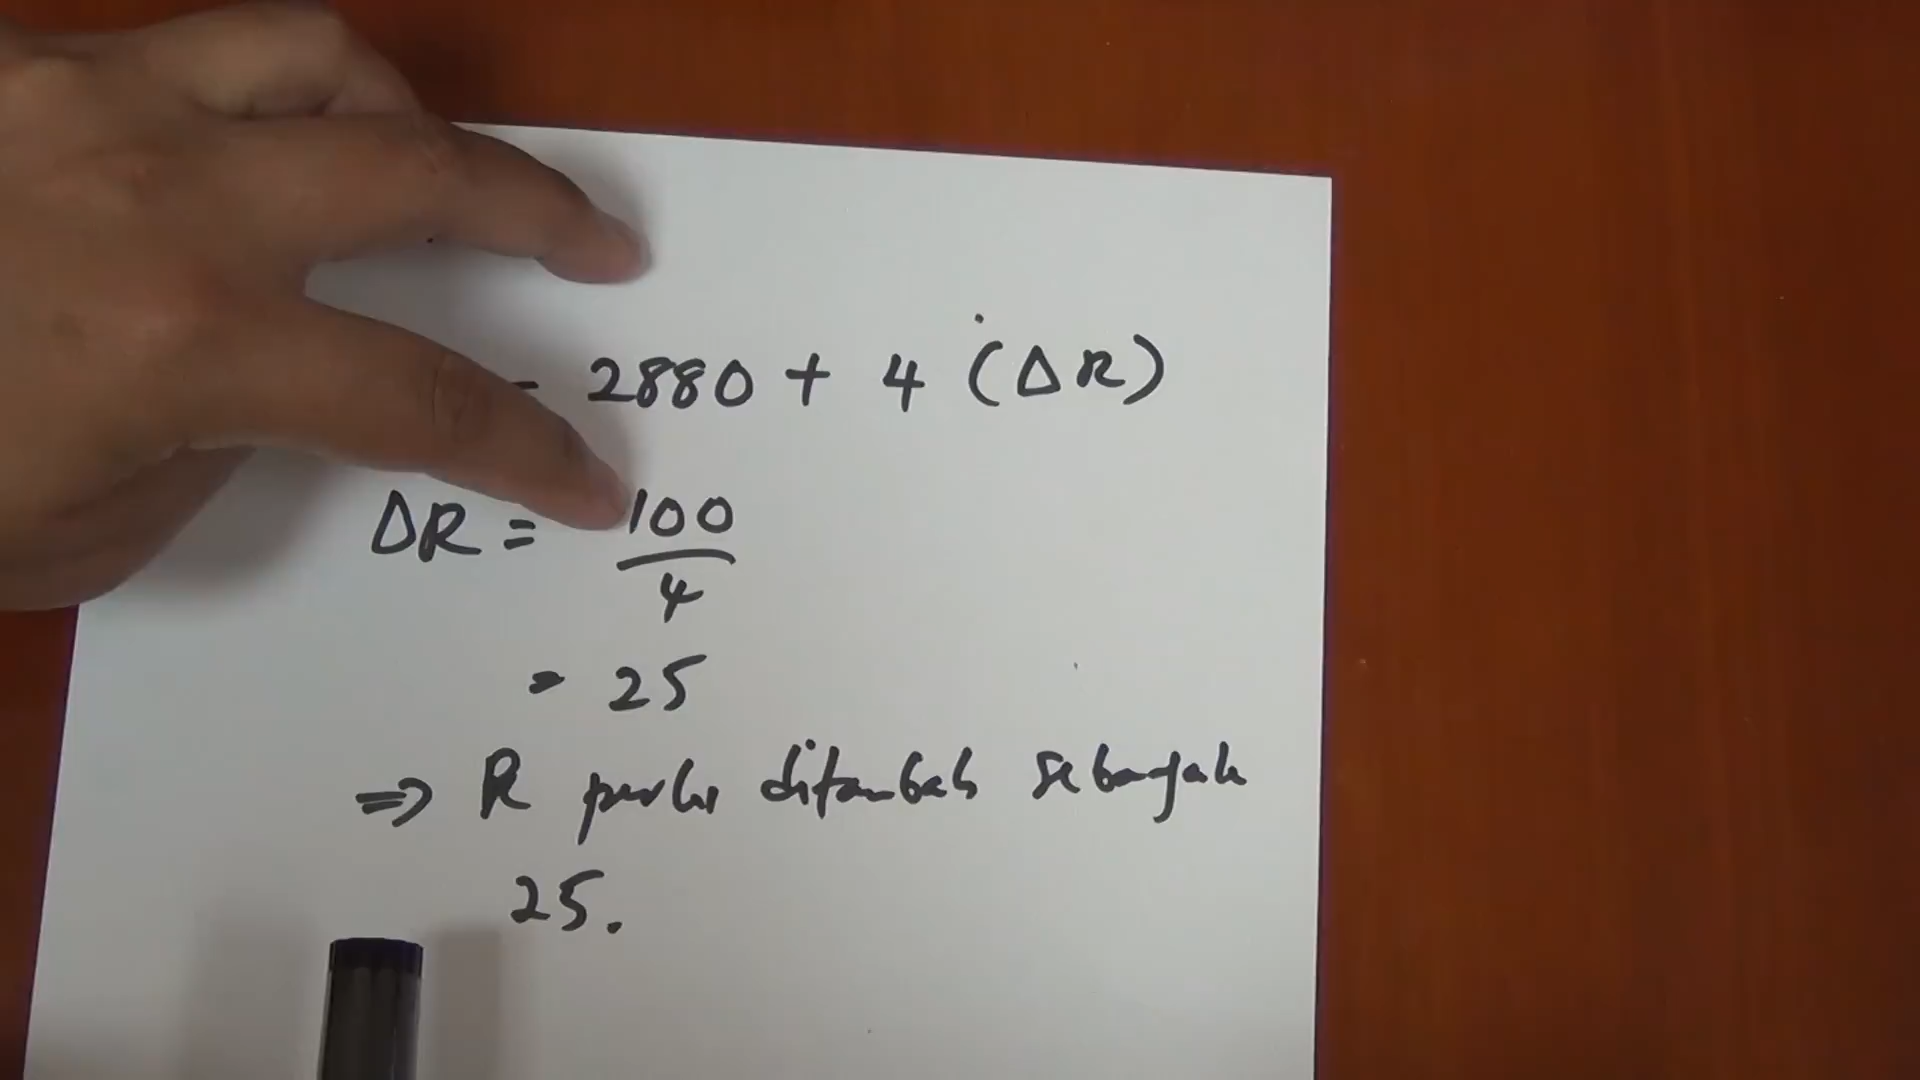 = 2880 + 4 (ΔR)
ΔR = 100/4
= 25
⇒ R perlu ditambah sebanyak
25.